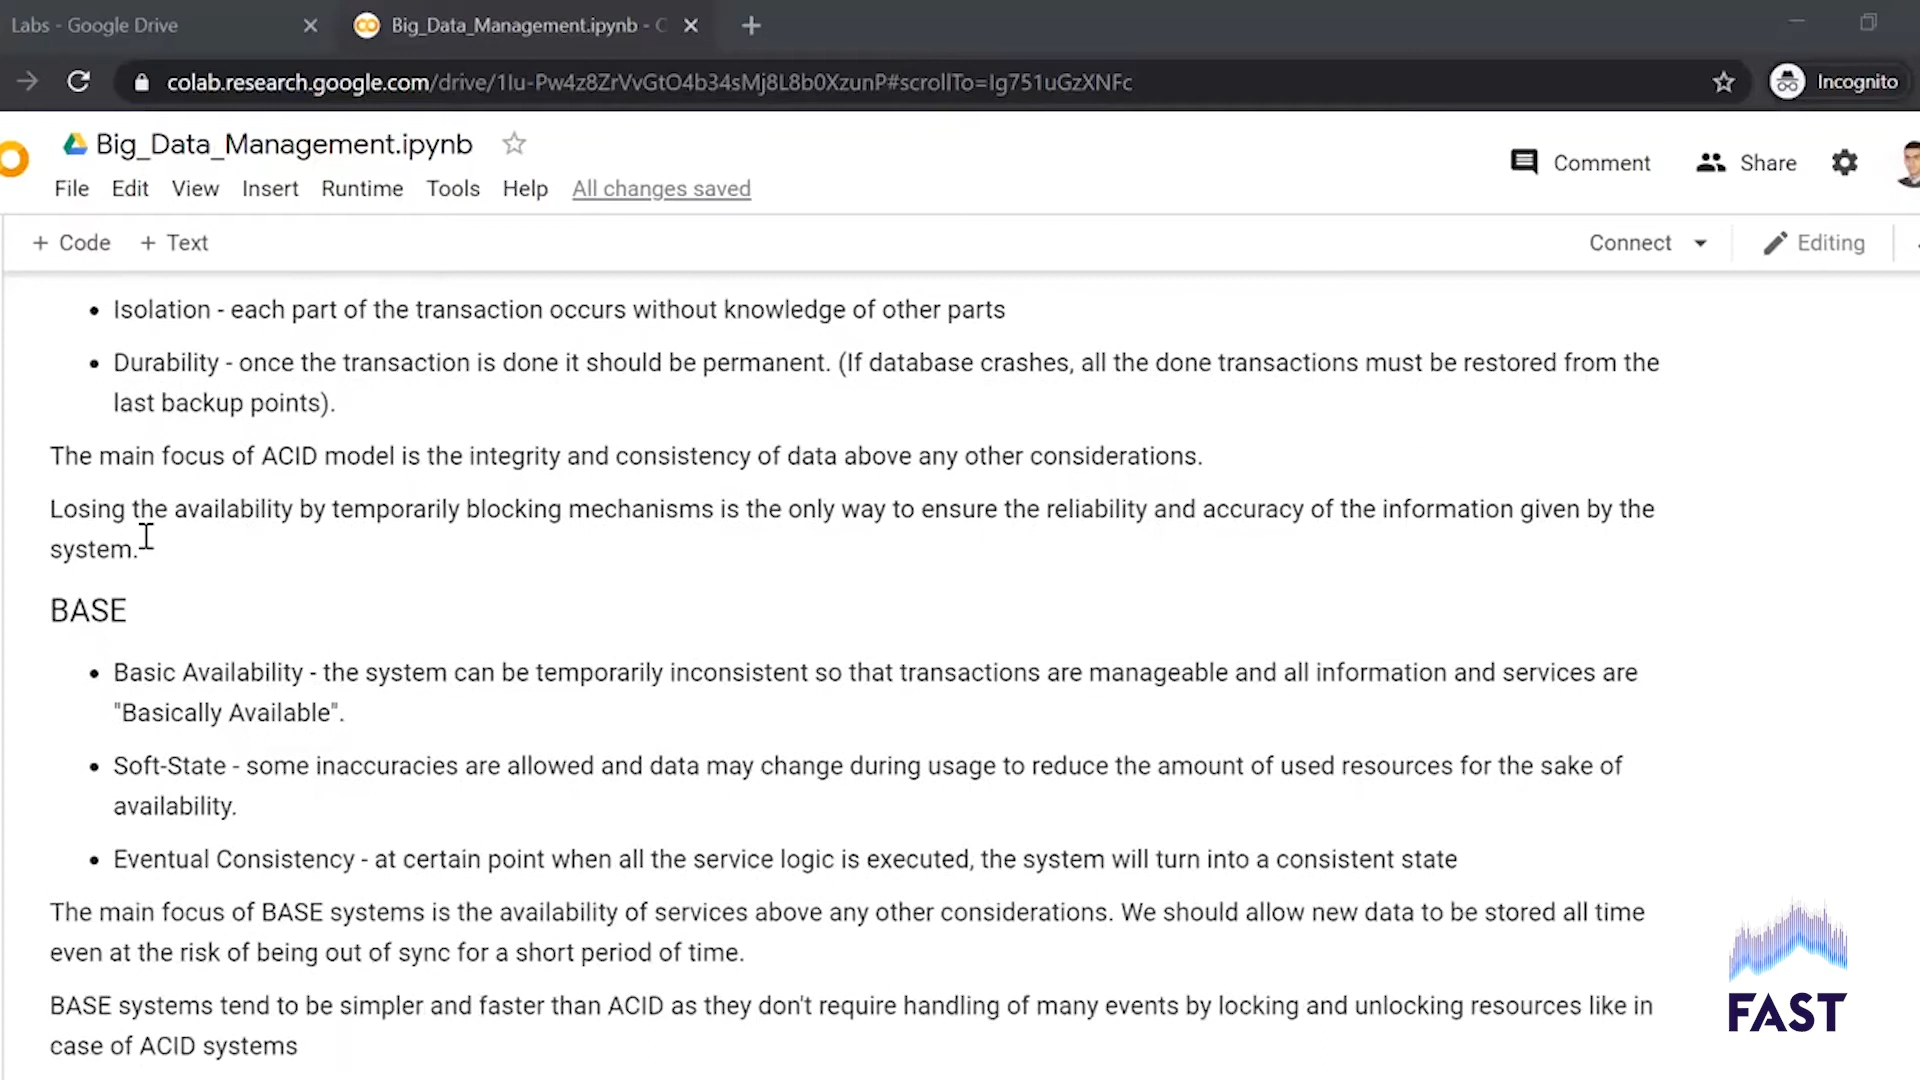 Labs - Google Drive
Big_Data_Management.ipynb - C
colab.research.google.com/drive/1Iu-Pw4z8ZrVvGtO4b34sMj8L8b0XzunP#scrollTo=Ig751uGzXNFc
Incognito
Big_Data_Management.ipynb
Comment
Share
File Edit View Insert Runtime Tools Help All changes saved
+ Code + Text
Connect
Editing
• Isolation - each part of the transaction occurs without knowledge of other parts
• Durability - once the transaction is done it should be permanent. (If database crashes, all the done transactions must be restored from the
last backup points).
The main focus of ACID model is the integrity and consistency of data above any other considerations.
Losing the availability by temporarily blocking mechanisms is the only way to ensure the reliability and accuracy of the information given by the
system.
BASE
• Basic Availability - the system can be temporarily inconsistent so that transactions are manageable and all information and services are
"Basically Available".
• Soft-State - some inaccuracies are allowed and data may change during usage to reduce the amount of used resources for the sake of
availability.
• Eventual Consistency - at certain point when all the service logic is executed, the system will turn into a consistent state
The main focus of BASE systems is the availability of services above any other considerations. We should allow new data to be stored all time
even at the risk of being out of sync for a short period of time.
BASE systems tend to be simpler and faster than ACID as they don't require handling of many events by locking and unlocking resources like in
case of ACID systems
FAST